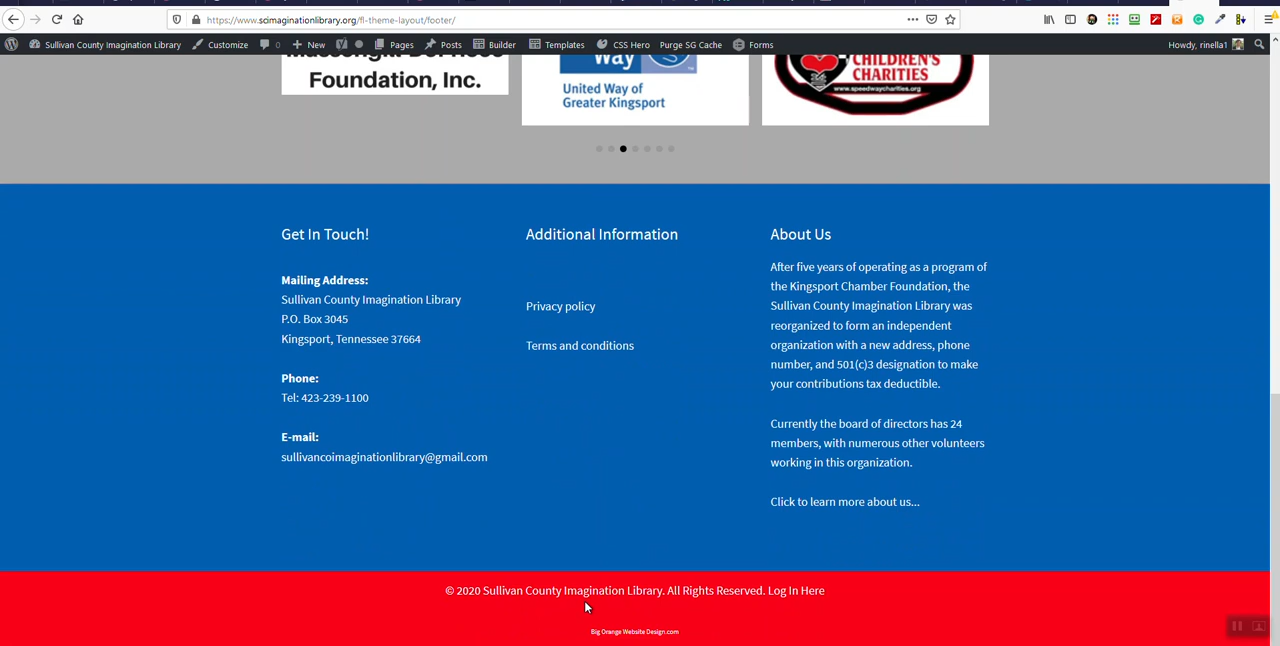 https://www.scimaginationlibrary.org/fl-theme-layout/footer/
Sullivan County Imagination Library Customize 0 New Pages Posts Builder Templates CSS Hero Purge SG Cache Forms Howdy, rinella1
Foundation, Inc.
Way
United Way of
Greater Kingsport
CHILDREN'S
CHARITIES
www.speedwaycharities.org
Get In Touch!
Mailing Address:
Sullivan County Imagination Library
P.O. Box 3045
Kingsport, Tennessee 37664
Phone:
Tel: 423-239-1100
E-mail:
sullivancoimaginationlibrary@gmail.com
Additional Information
Privacy policy
Terms and conditions
About Us
After five years of operating as a program of
the Kingsport Chamber Foundation, the
Sullivan County Imagination Library was
reorganized to form an independent
organization with a new address, phone
number, and 501(c)3 designation to make
your contributions tax deductible.
Currently the board of directors has 24
members, with numerous other volunteers
working in this organization.
Click to learn more about us...
© 2020 Sullivan County Imagination Library. All Rights Reserved. Log In Here
Big Orange Website Design.com